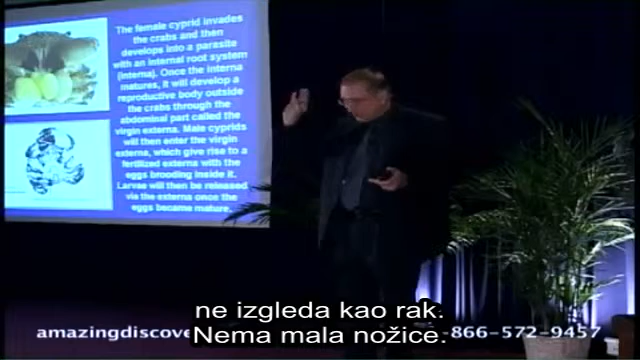 The female cyprid invades
the crabs and then
develops into a parasite
with an internal root system
(interna). Once the interna
matures, it will develop a
reproductive body outside
the crabs through the
abdominal part called the
virgin externa. Male cyprids
will then enter the virgin
externa, which give rise to a
fertilized externa with the
eggs brooding inside it.
Larvae will then be released
via the externa once the
eggs became mature.
ne izgleda kao rak.
Nema mala nožice.
amazingdiscove
-866-572-9457